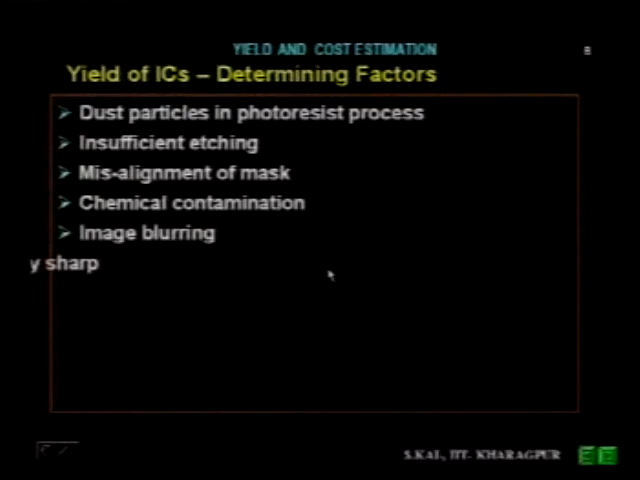 YIELD AND COST ESTIMATION
8
Yield of ICs – Determining Factors
Dust particles in photoresist process
Insufficient etching
Mis-alignment of mask
Chemical contamination
Image blurring
y sharp
S.KAL, IIT- KHARAGPUR